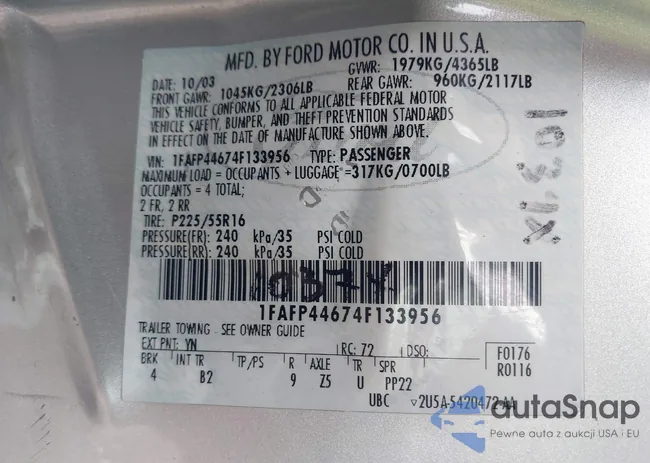 MFD. BY FORD MOTOR CO. IN U.S.A.
DATE: 10/03 GVWR: 1979KG/4365LB
FRONT GAWR: 1045KG/2306LB REAR GAWR: 960KG/2117LB
THIS VEHICLE CONFORMS TO ALL APPLICABLE FEDERAL MOTOR
VEHICLE SAFETY, BUMPER, AND THEFT PREVENTION STANDARDS
IN EFFECT ON THE DATE OF MANUFACTURE SHOWN ABOVE.
VIN: 1FAFP44674F133956 TYPE: PASSENGER
MAXIMUM LOAD = OCCUPANTS + LUGGAGE =317KG/0700LB
OCCUPANTS = 4 TOTAL;
2 FR, 2 RR
TIRE: P225/55R16
PRESSURE(FR): 240 kPa/35 PSI COLD
PRESSURE(RR): 240 kPa/35 PSI COLD
1FAFP44674F133956
TRAILER TOWING - SEE OWNER GUIDE
EXT PNT: YN RC: 72 DSO: F0176
BRK INT TR TP/PS R AXLE TR SPR R0116
4 B2 9 Z5 U PP22
UBC ▽2U5A-5420472-AA
autoSnap
Pewne auta z aukcji USA i EU